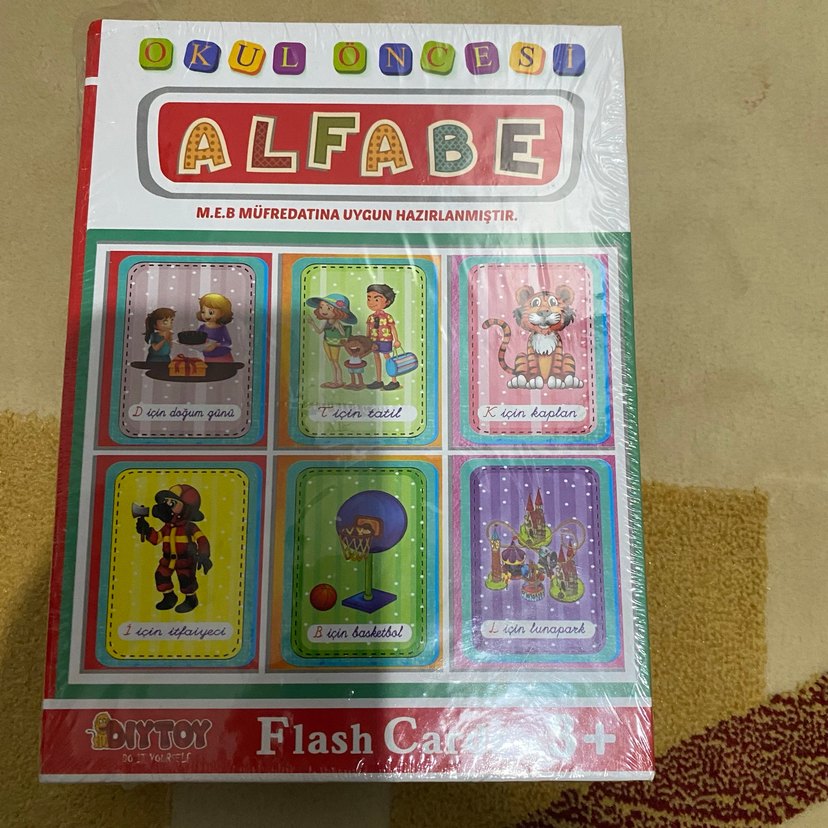 OKUL ÖNCESİ
ALFABE
M.E.B MÜFREDATINA UYGUN HAZIRLANMIŞTIR.
D için doğum günü
T için tatil
K için kaplan
İ için itfaiyeci
B için basketbol
L için lunapark
DIYTOY
DO IT YOURSELF
Flash Cards 3+